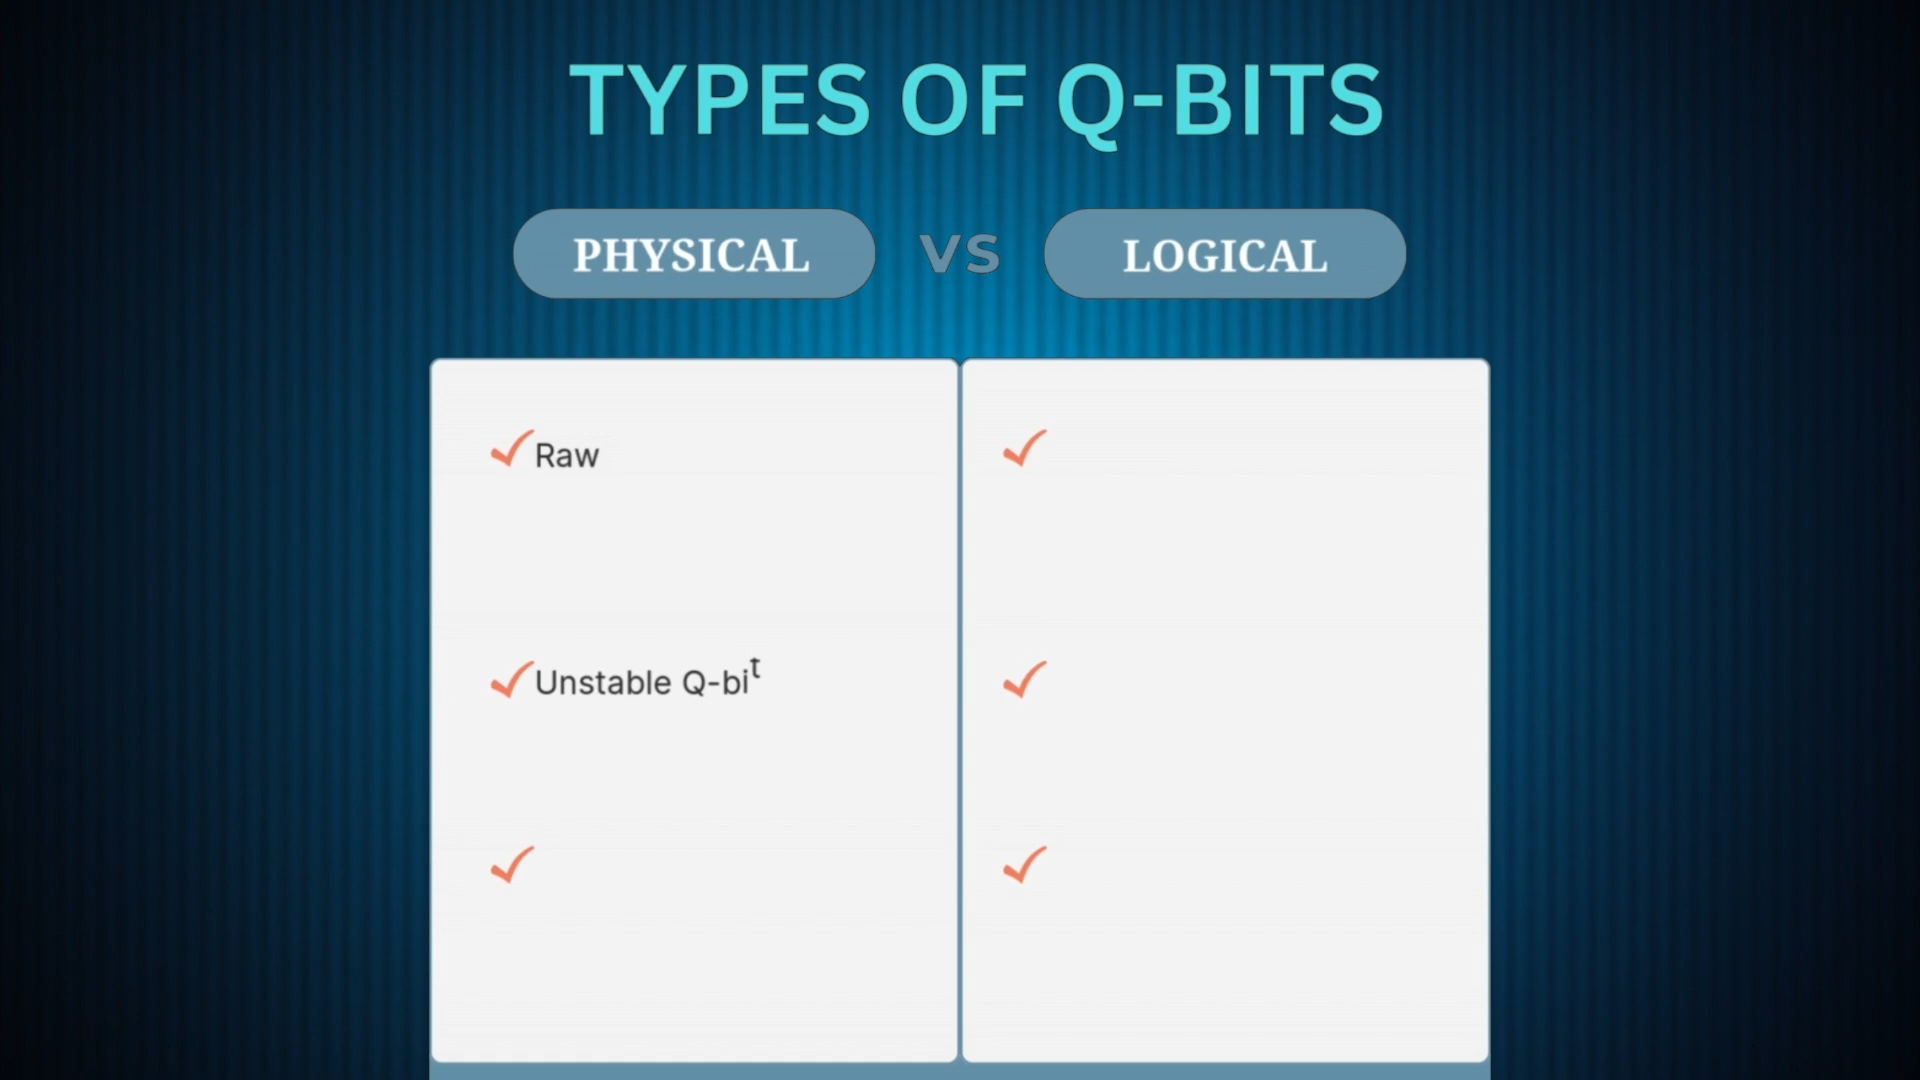 TYPES OF Q-BITS
PHYSICAL VS LOGICAL
Raw
Unstable Q-bit